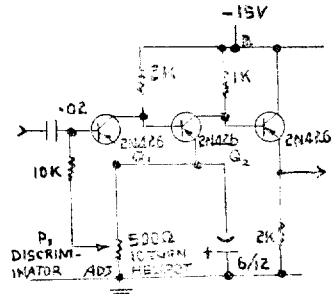 -15V
2K
1K
.02
2N426
2N426
2N426
Q1
Q2
10K
P1
DISCRIM-
INATOR ADJ
500Ω
10 TURN
HELIPOT
+
6/12
2K